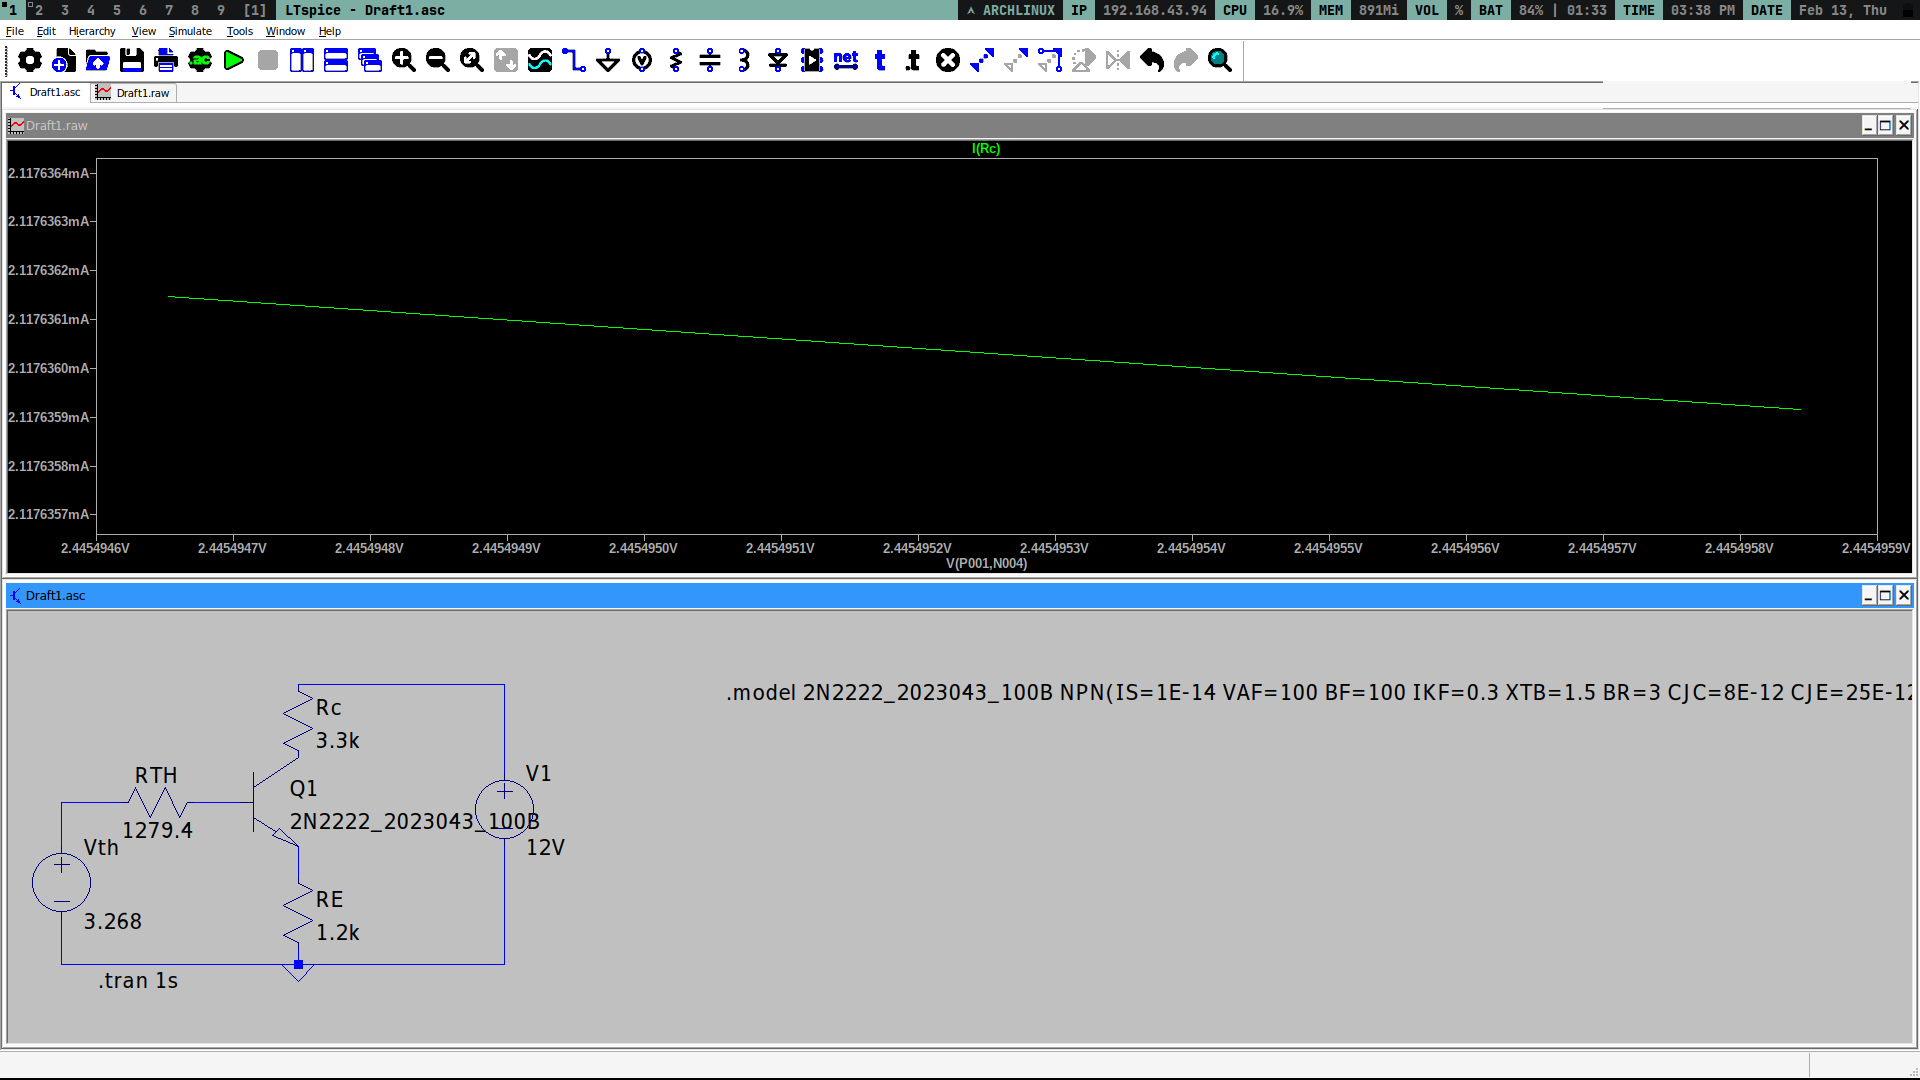 1 2 3 4 5 6 7 8 9 [1] LTspice - Draft1.asc ARCHLINUX IP 192.168.43.94 CPU 16.9% MEM 891Mi VOL % BAT 84% | 01:33 TIME 03:38 PM DATE Feb 13, Thu
File Edit Hierarchy View Simulate Tools Window Help
.ac net t .t
Draft1.asc Draft1.raw
Draft1.raw
I(Rc)
2.1176364mA
2.1176363mA
2.1176362mA
2.1176361mA
2.1176360mA
2.1176359mA
2.1176358mA
2.1176357mA
2.4454946V 2.4454947V 2.4454948V 2.4454949V 2.4454950V 2.4454951V 2.4454952V 2.4454953V 2.4454954V 2.4454955V 2.4454956V 2.4454957V 2.4454958V 2.4454959V
V(P001,N004)
Draft1.asc
.model 2N2222_2023043_100B NPN(IS=1E-14 VAF=100 BF=100 IKF=0.3 XTB=1.5 BR=3 CJC=8E-12 CJE=25E-12
Rc
3.3k
RTH
1279.4
Q1
2N2222_2023043_100B
V1
12V
Vth
3.268
RE
1.2k
.tran 1s